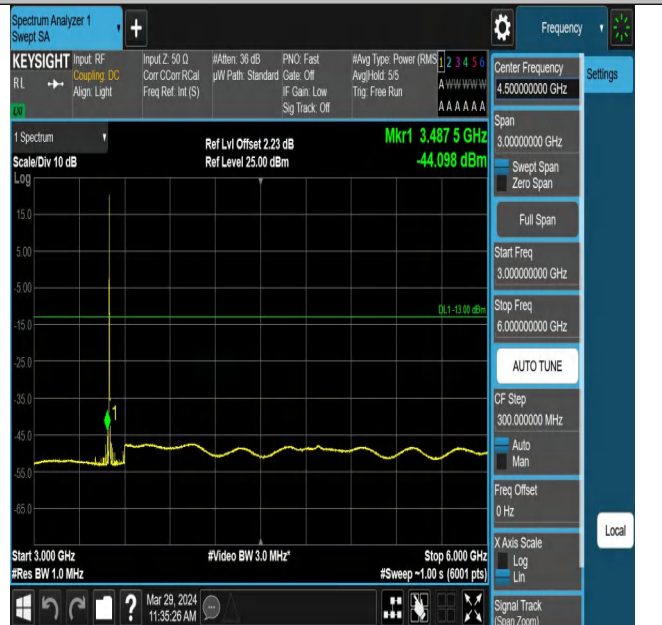 Spectrum Analyzer 1
Swept SA
+
Frequency
KEYSIGHT
RL
LXI
Input: RF
Coupling: DC
Align: Light
Input Z: 50 Ω
Corr CCorr RCal
Freq Ref: Int (S)
#Atten: 36 dB
µW Path: Standard
PNO: Fast
Gate: Off
IF Gain: Low
Sig Track: Off
#Avg Type: Power (RMS
Avg|Hold: 5/5
Trig: Free Run
1 2 3 4 5 6
A W W W W W
A A A A A A
1 Spectrum
Scale/Div 10 dB
Log
Ref Lvl Offset 2.23 dB
Ref Level 25.00 dBm
Mkr1 3.487 5 GHz
-44.098 dBm
15.0
5.00
-5.00
DL1 -13.00 dBm
-15.0
-25.0
-35.0
1
-45.0
-55.0
-65.0
Start 3.000 GHz
#Res BW 1.0 MHz
#Video BW 3.0 MHz*
Stop 6.000 GHz
#Sweep ~1.00 s (6001 pts)
Mar 29, 2024
11:35:26 AM
?
Center Frequency
4.500000000 GHz
Settings
Span
3.00000000 GHz
Swept Span
Zero Span
Full Span
Start Freq
3.000000000 GHz
Stop Freq
6.000000000 GHz
AUTO TUNE
CF Step
300.000000 MHz
Auto
Man
Freq Offset
0 Hz
X Axis Scale
Log
Lin
Local
Signal Track
(Span Zoom)